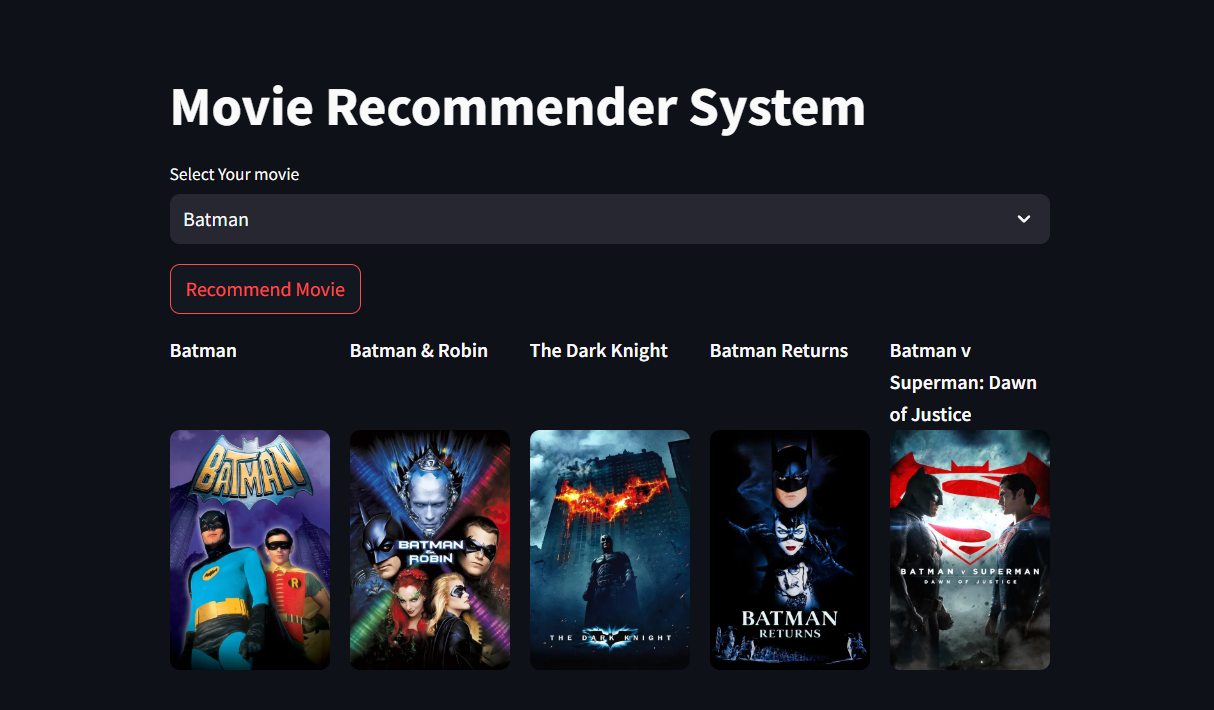 Movie Recommender System
Select Your movie
Batman
Recommend Movie
Batman
Batman & Robin
The Dark Knight
Batman Returns
Batman v
Superman: Dawn
of Justice
BATMAN
R
BATMAN
&
ROBIN
THE DARK KNIGHT
BATMAN
RETURNS
BATMAN v SUPERMAN
DAWN OF JUSTICE